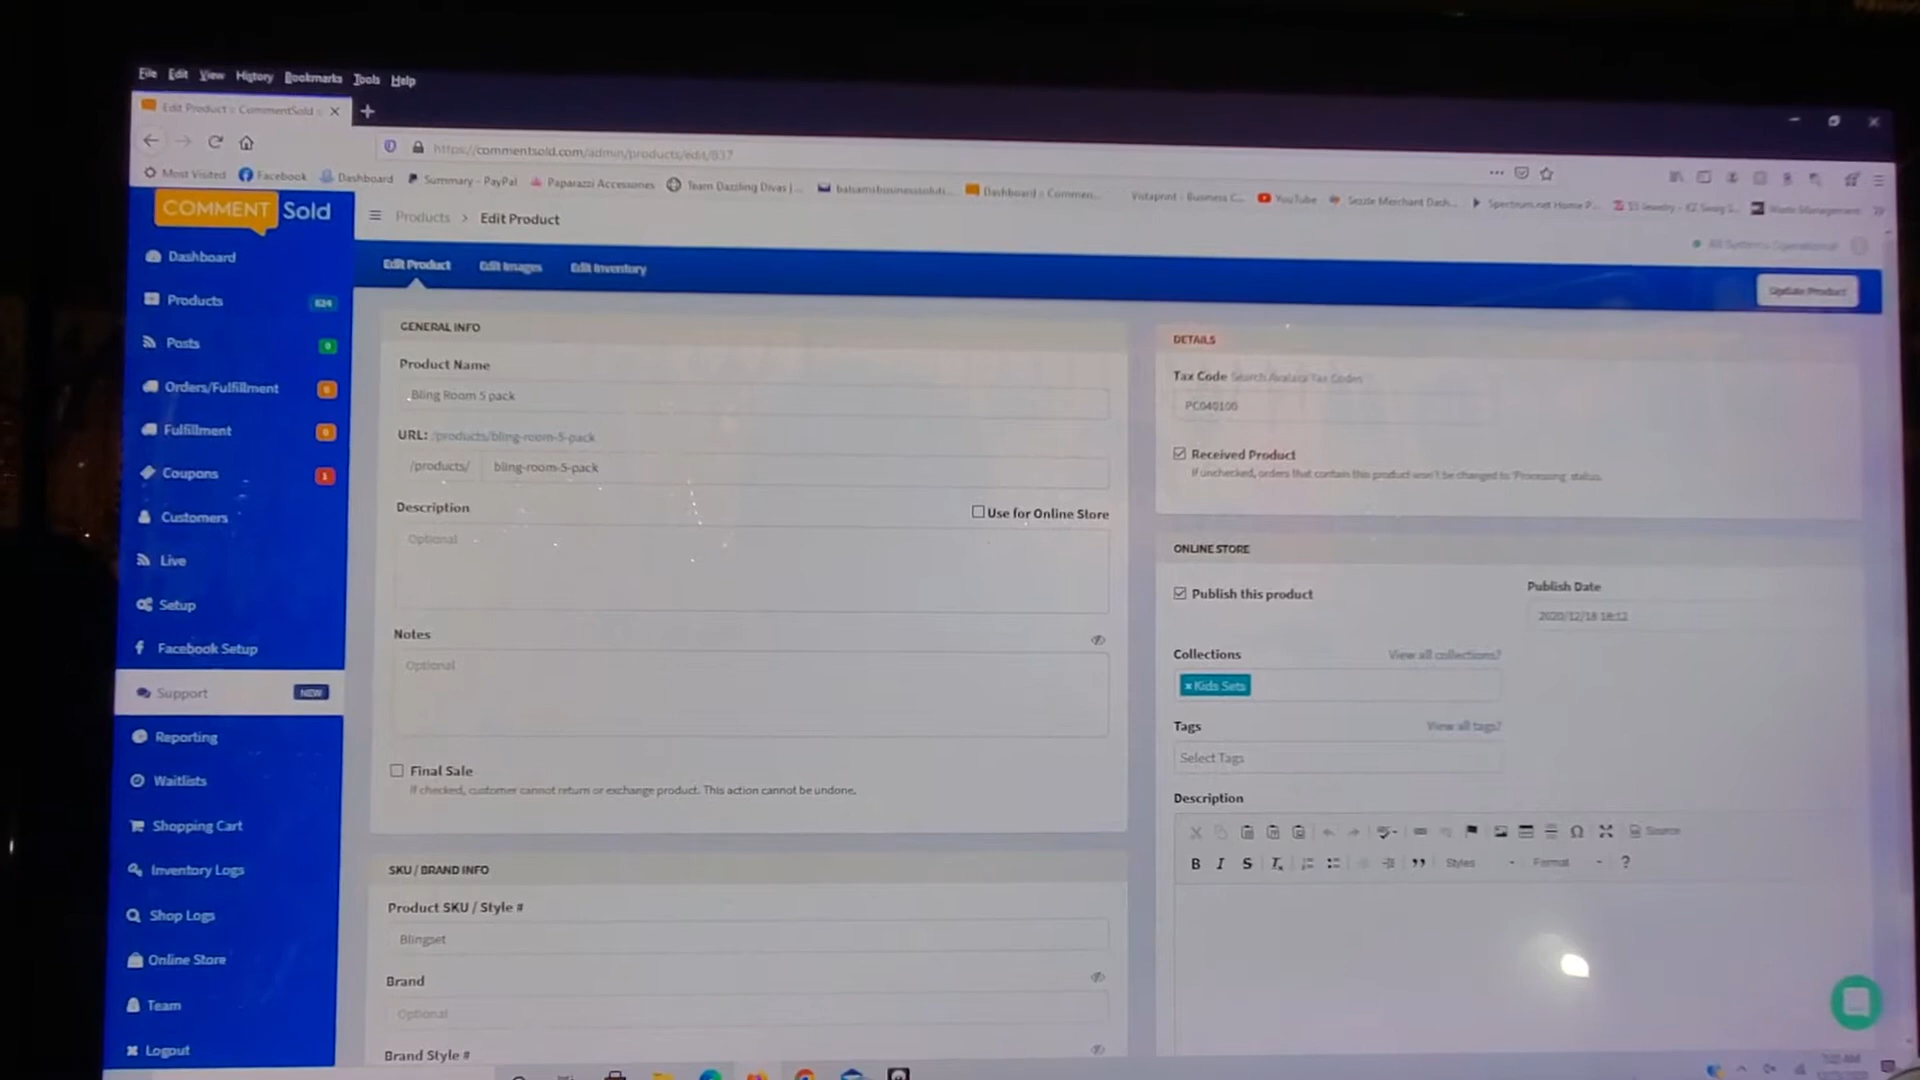 File Edit View History Bookmarks Tools Help
Edit Product :: CommentSold ::
https://commentsold.com/admin/products/edit/837
Most Visited Facebook Dashboard Summary - PayPal Paparazzi Accessories Team Dazzling Divas | ... Dashboard :: Commen... Vistaprint : Business C... YouTube Sezzle Merchant Dash... Spectrum.net Home P... Waste Management
COMMENT Sold
Products > Edit Product
All Systems Operational
Edit Product Edit Images Edit Inventory
Update Product
Dashboard
Products 824
Posts 0
Orders/Fulfillment 0
Fulfillment 0
Coupons 1
Customers
Live
Setup
Facebook Setup
Support NEW
Reporting
Waitlists
Shopping Cart
Inventory Logs
Shop Logs
Online Store
Team
Logout
GENERAL INFO
Product Name
Bling Room 5 pack
URL: /products/bling-room-5-pack
/products/ bling-room-5-pack
Description
Use for Online Store
Optional
Notes
Optional
Final Sale
If checked, customer cannot return or exchange product. This action cannot be undone.
SKU / BRAND INFO
Product SKU / Style #
Blingset
Brand
Optional
Brand Style #
DETAILS
Tax Code Search Avalara Tax Codes
PC040100
Received Product
If unchecked, orders that contain this product won't be changed to 'Processing' status.
ONLINE STORE
Publish this product
Publish Date
2020/12/18 18:12
Collections View all collections?
× Kids Sets
Tags View all tags?
Select Tags
Description
Source
B I S Styles Format ?